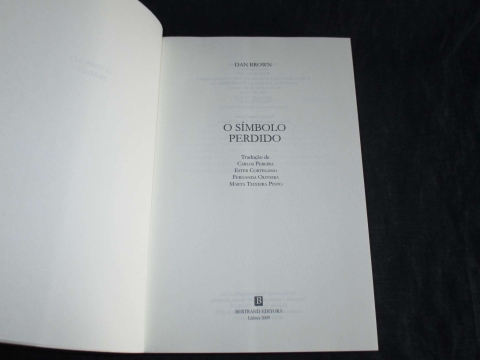 DAN BROWN
O SÍMBOLO
PERDIDO
Tradução de
CARLOS PEREIRA
ESTER CORTEGANO
FERNANDA OLIVEIRA
MARTA TEIXEIRA PINTO
B
BERTRAND EDITORA
Lisboa 2009